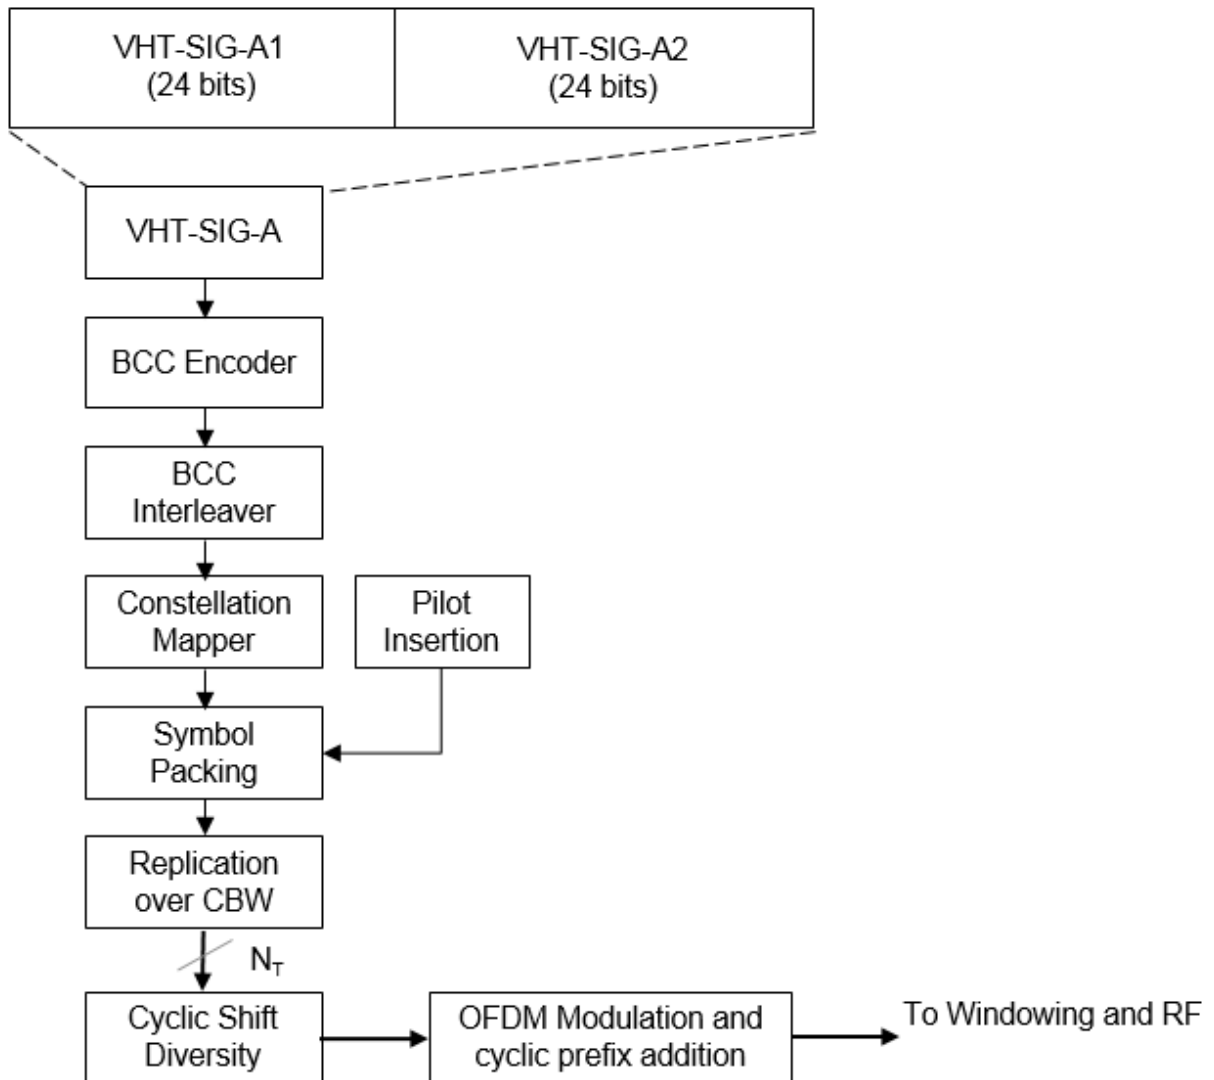 VHT-SIG-A1
(24 bits)
VHT-SIG-A2
(24 bits)
VHT-SIG-A
BCC Encoder
BCC
Interleaver
Constellation
Mapper
Pilot
Insertion
Symbol
Packing
Replication
over CBW
N_T
Cyclic Shift
Diversity
OFDM Modulation and
cyclic prefix addition
To Windowing and RF